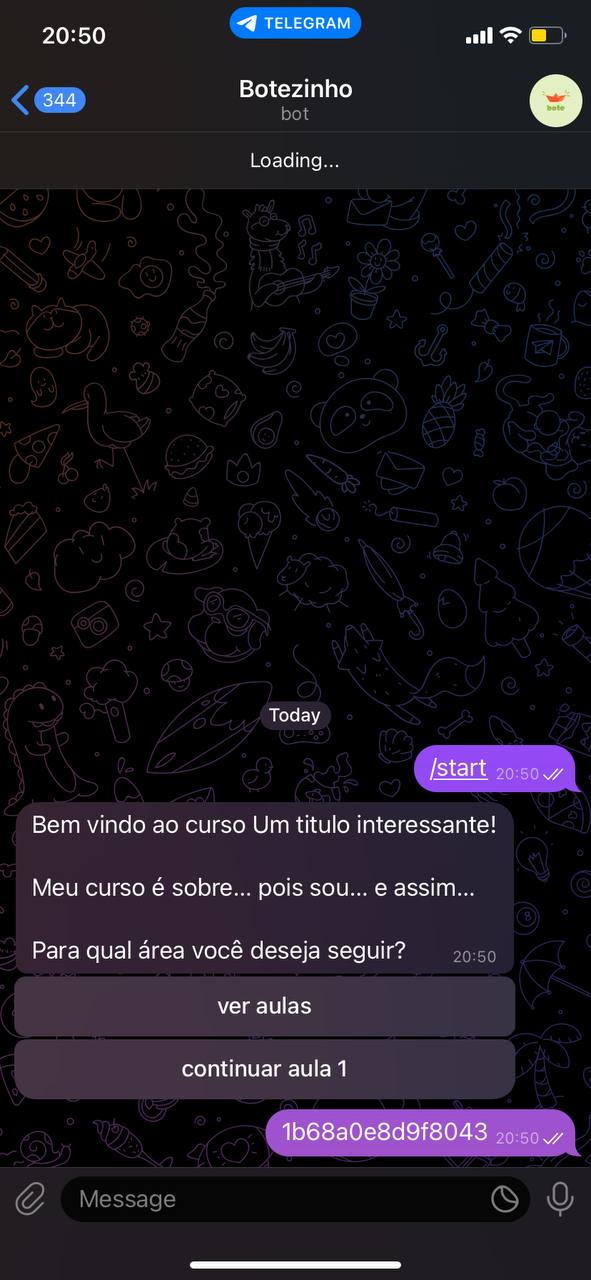 20:50
TELEGRAM
344
Botezinho
bot
bote
Loading...
Today
/start 20:50
Bem vindo ao curso Um titulo interessante!
Meu curso é sobre... pois sou... e assim...
Para qual área você deseja seguir? 20:50
ver aulas
continuar aula 1
1b68a0e8d9f8043 20:50
Message